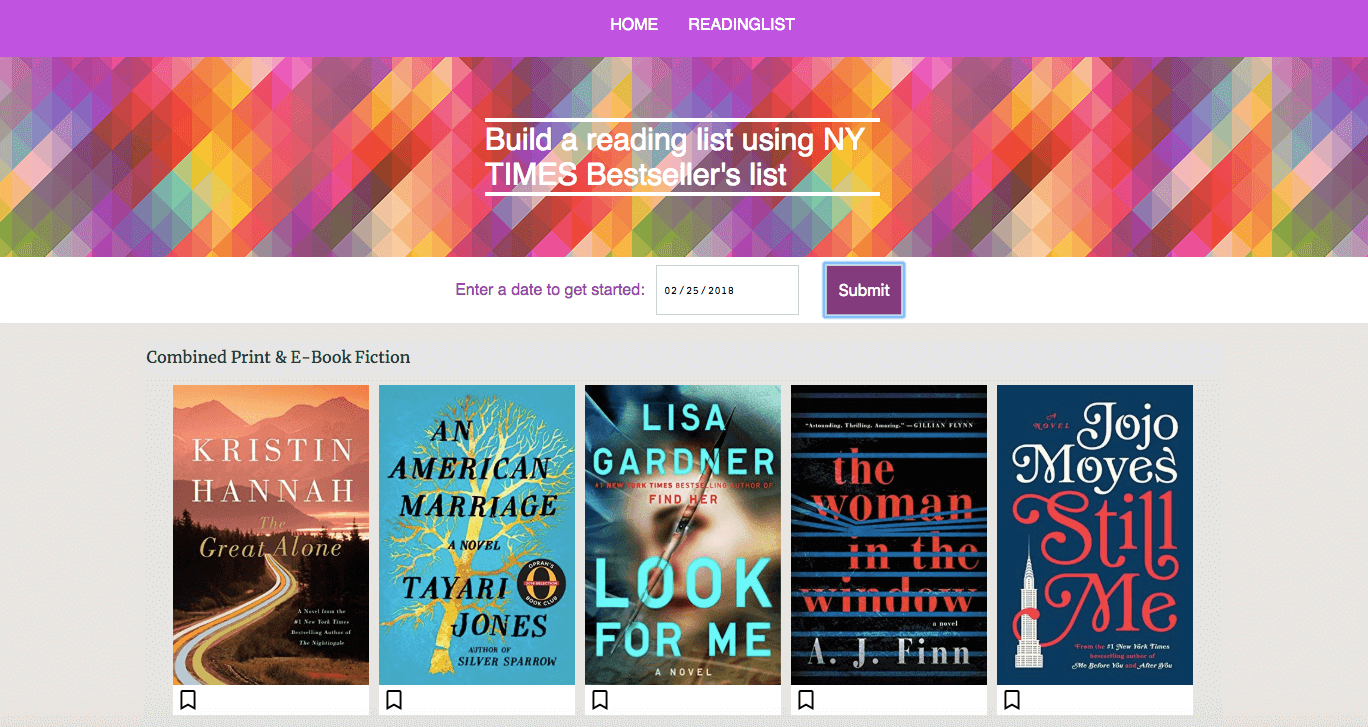 HOME READINGLIST
Build a reading list using NY
TIMES Bestseller's list
Enter a date to get started: 02/25/2018 Submit
Combined Print & E-Book Fiction
KRISTIN
HANNAH
The
Great Alone
A Novel from the
#1 New York Times
Bestselling Author of
The Nightingale
AN
AMERICAN
MARRIAGE
A NOVEL
TAYARI
JONES
OPRAH'S
BOOK CLUB
AUTHOR OF
SILVER SPARROW
LISA
GARDNER
#1 NEW YORK TIMES BESTSELLING AUTHOR OF
FIND HER
LOOK
FOR ME
A NOVEL
"Astounding. Thrilling. Amazing." —GILLIAN FLYNN
the
woman
in the
window
a novel
A. J. Finn
A NOVEL
Jojo
Moyes
Still
Me
From the #1 New York Times
bestselling author of
Me Before You and After You